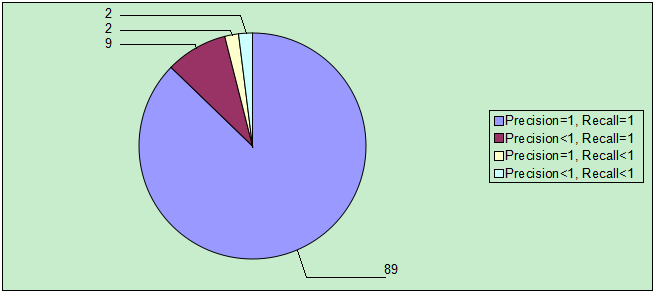 2
2
9
89
Precision=1, Recall=1
Precision<1, Recall=1
Precision=1, Recall<1
Precision<1, Recall<1